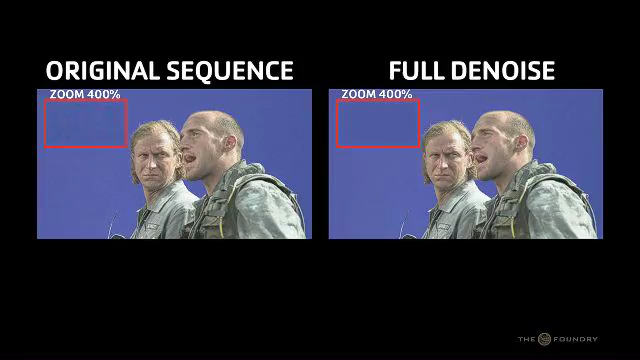 ORIGINAL SEQUENCE
FULL DENOISE
ZOOM 400%
ZOOM 400%
THE FOUNDRY